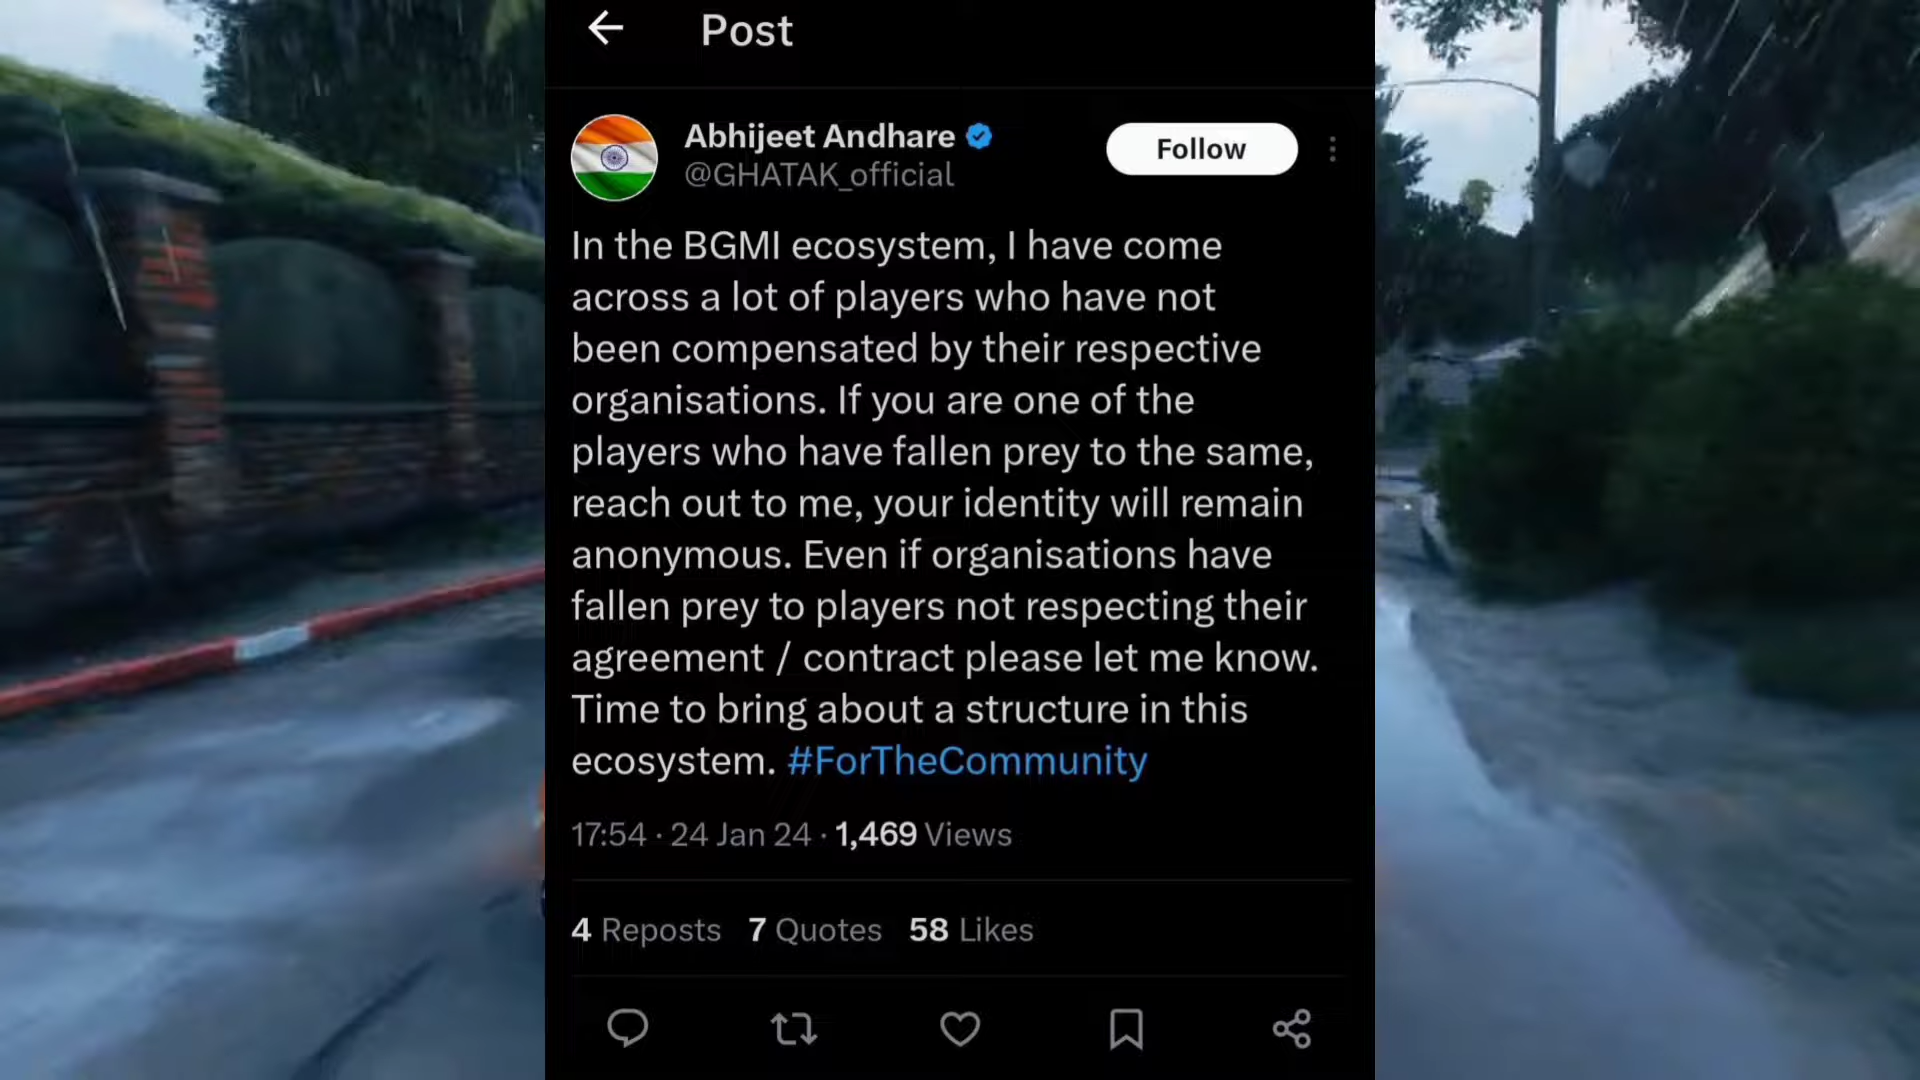 Post
Abhijeet Andhare
@GHATAK_official
Follow
In the BGMI ecosystem, I have come
across a lot of players who have not
been compensated by their respective
organisations. If you are one of the
players who have fallen prey to the same,
reach out to me, your identity will remain
anonymous. Even if organisations have
fallen prey to players not respecting their
agreement / contract please let me know.
Time to bring about a structure in this
ecosystem. #ForTheCommunity
17:54 · 24 Jan 24 · 1,469 Views
4 Reposts 7 Quotes 58 Likes